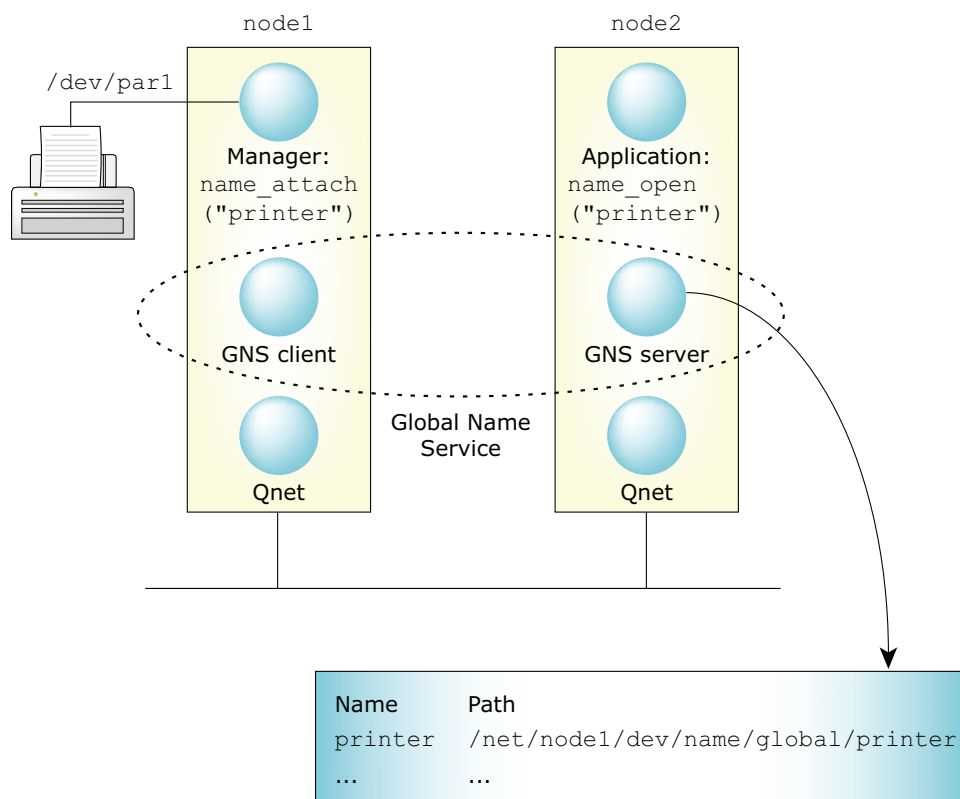 node1
node2
/dev/par1
Manager:
name_attach
("printer")
Application:
name_open
("printer")
GNS client
GNS server
Global Name
Service
Qnet
Qnet
Name Path
printer /net/node1/dev/name/global/printer
... ...